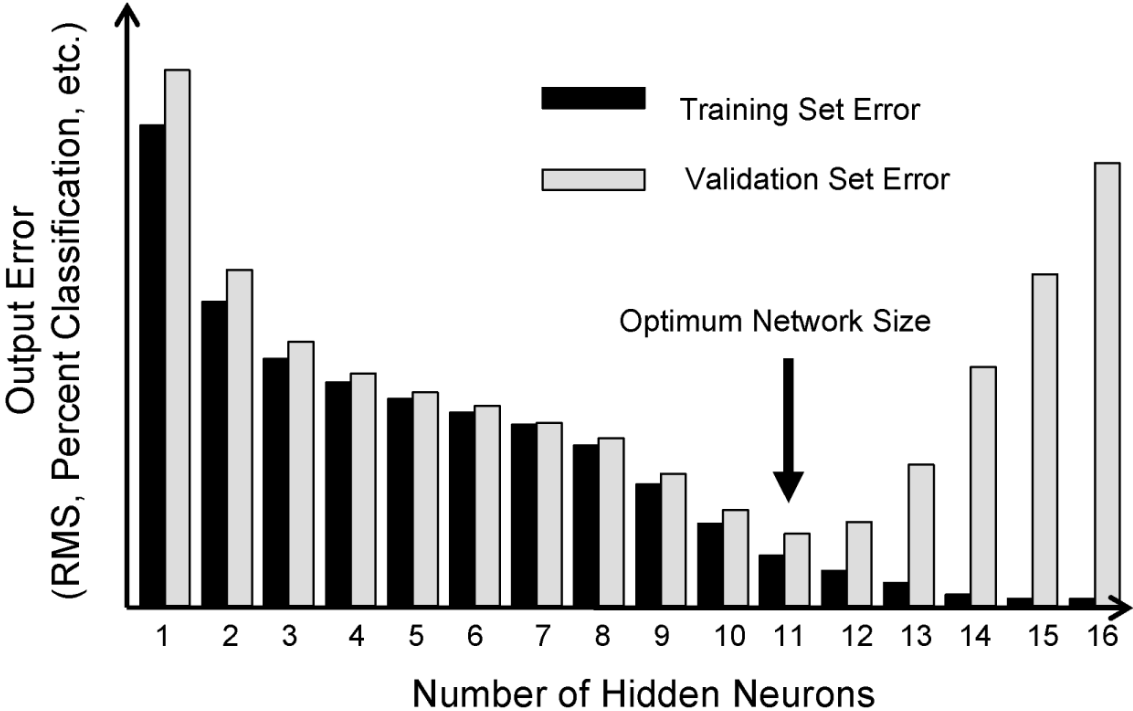 Output Error
(RMS, Percent Classification, etc.)
Training Set Error
Validation Set Error
Optimum Network Size
1 2 3 4 5 6 7 8 9 10 11 12 13 14 15 16
Number of Hidden Neurons